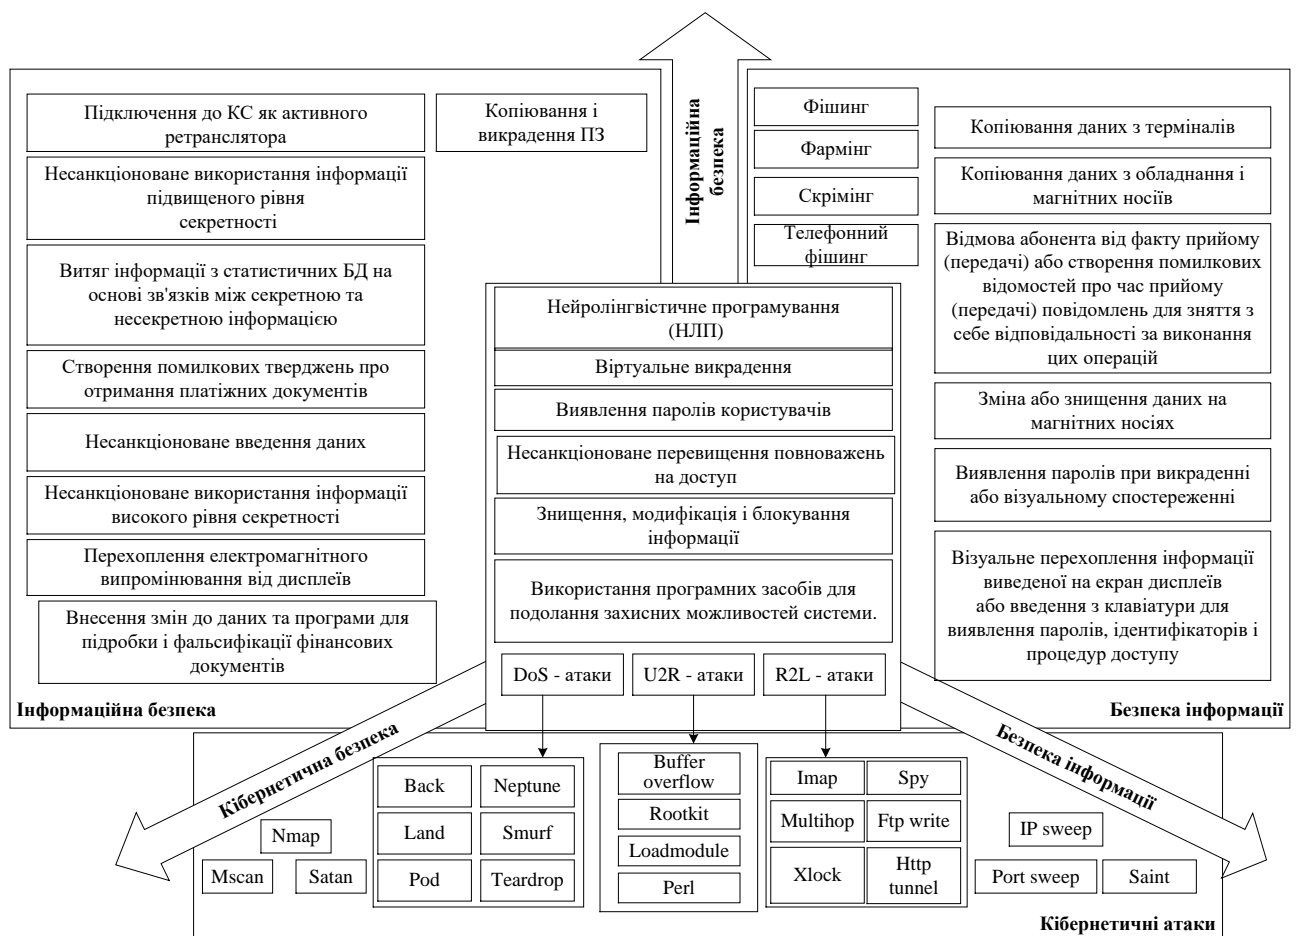 Інформаційна
безпека
Підключення до КС як активного
ретранслятора
Копіювання і
викрадення ПЗ
Несанкціоноване використання інформації
підвищеного рівня
секретності
Витяг інформації з статистичних БД на
основі зв'язків між секретною та
несекретною інформацією
Створення помилкових тверджень про
отримання платіжних документів
Несанкціоноване введення даних
Несанкціоноване використання інформації
високого рівня секретності
Перехоплення електромагнітного
випромінювання від дисплеїв
Внесення змін до даних та програми для
підробки і фальсифікації фінансових
документів
Інформаційна безпека
Фішинг
Фармінг
Скрімінг
Телефонний
фішинг
Копіювання даних з терміналів
Копіювання даних з обладнання і
магнітних носіїв
Відмова абонента від факту прийому
(передачі) або створення помилкових
відомостей про час прийому
(передачі) повідомлень для зняття з
себе відповідальності за виконання
цих операцій
Зміна або знищення даних на
магнітних носіях
Виявлення паролів при викраденні
або візуальному спостереженні
Візуальне перехоплення інформації
виведеної на екран дисплеїв
або введення з клавіатури для
виявлення паролів, ідентифікаторів і
процедур доступу
Безпека інформації
Нейролінгвістичне програмування
(НЛП)
Віртуальне викрадення
Виявлення паролів користувачів
Несанкціоноване перевищення повноважень
на доступ
Знищення, модифікація і блокування
інформації
Використання програмних засобів для
подолання захисних можливостей системи.
DoS - атаки
U2R - атаки
R2L - атаки
Кібернетична безпека
Безпека інформації
Nmap
Mscan
Satan
Back
Neptune
Land
Smurf
Pod
Teardrop
Buffer
overflow
Rootkit
Loadmodule
Perl
Imap
Spy
Multihop
Ftp write
Xlock
Http
tunnel
IP sweep
Port sweep
Saint
Кібернетичні атаки